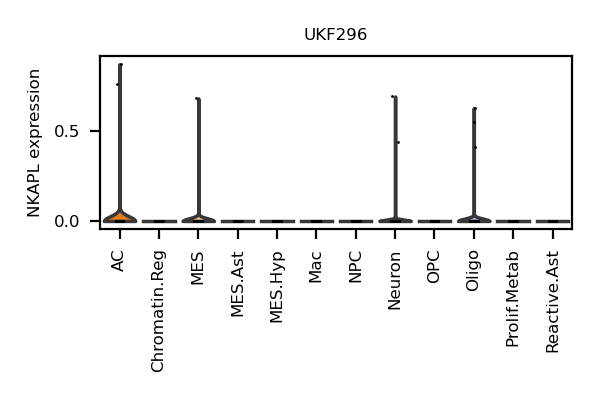 UKF296
NKAPL expression
0.5
0.0
AC
Chromatin.Reg
MES
MES.Ast
MES.Hyp
Mac
NPC
Neuron
OPC
Oligo
Prolif.Metab
Reactive.Ast